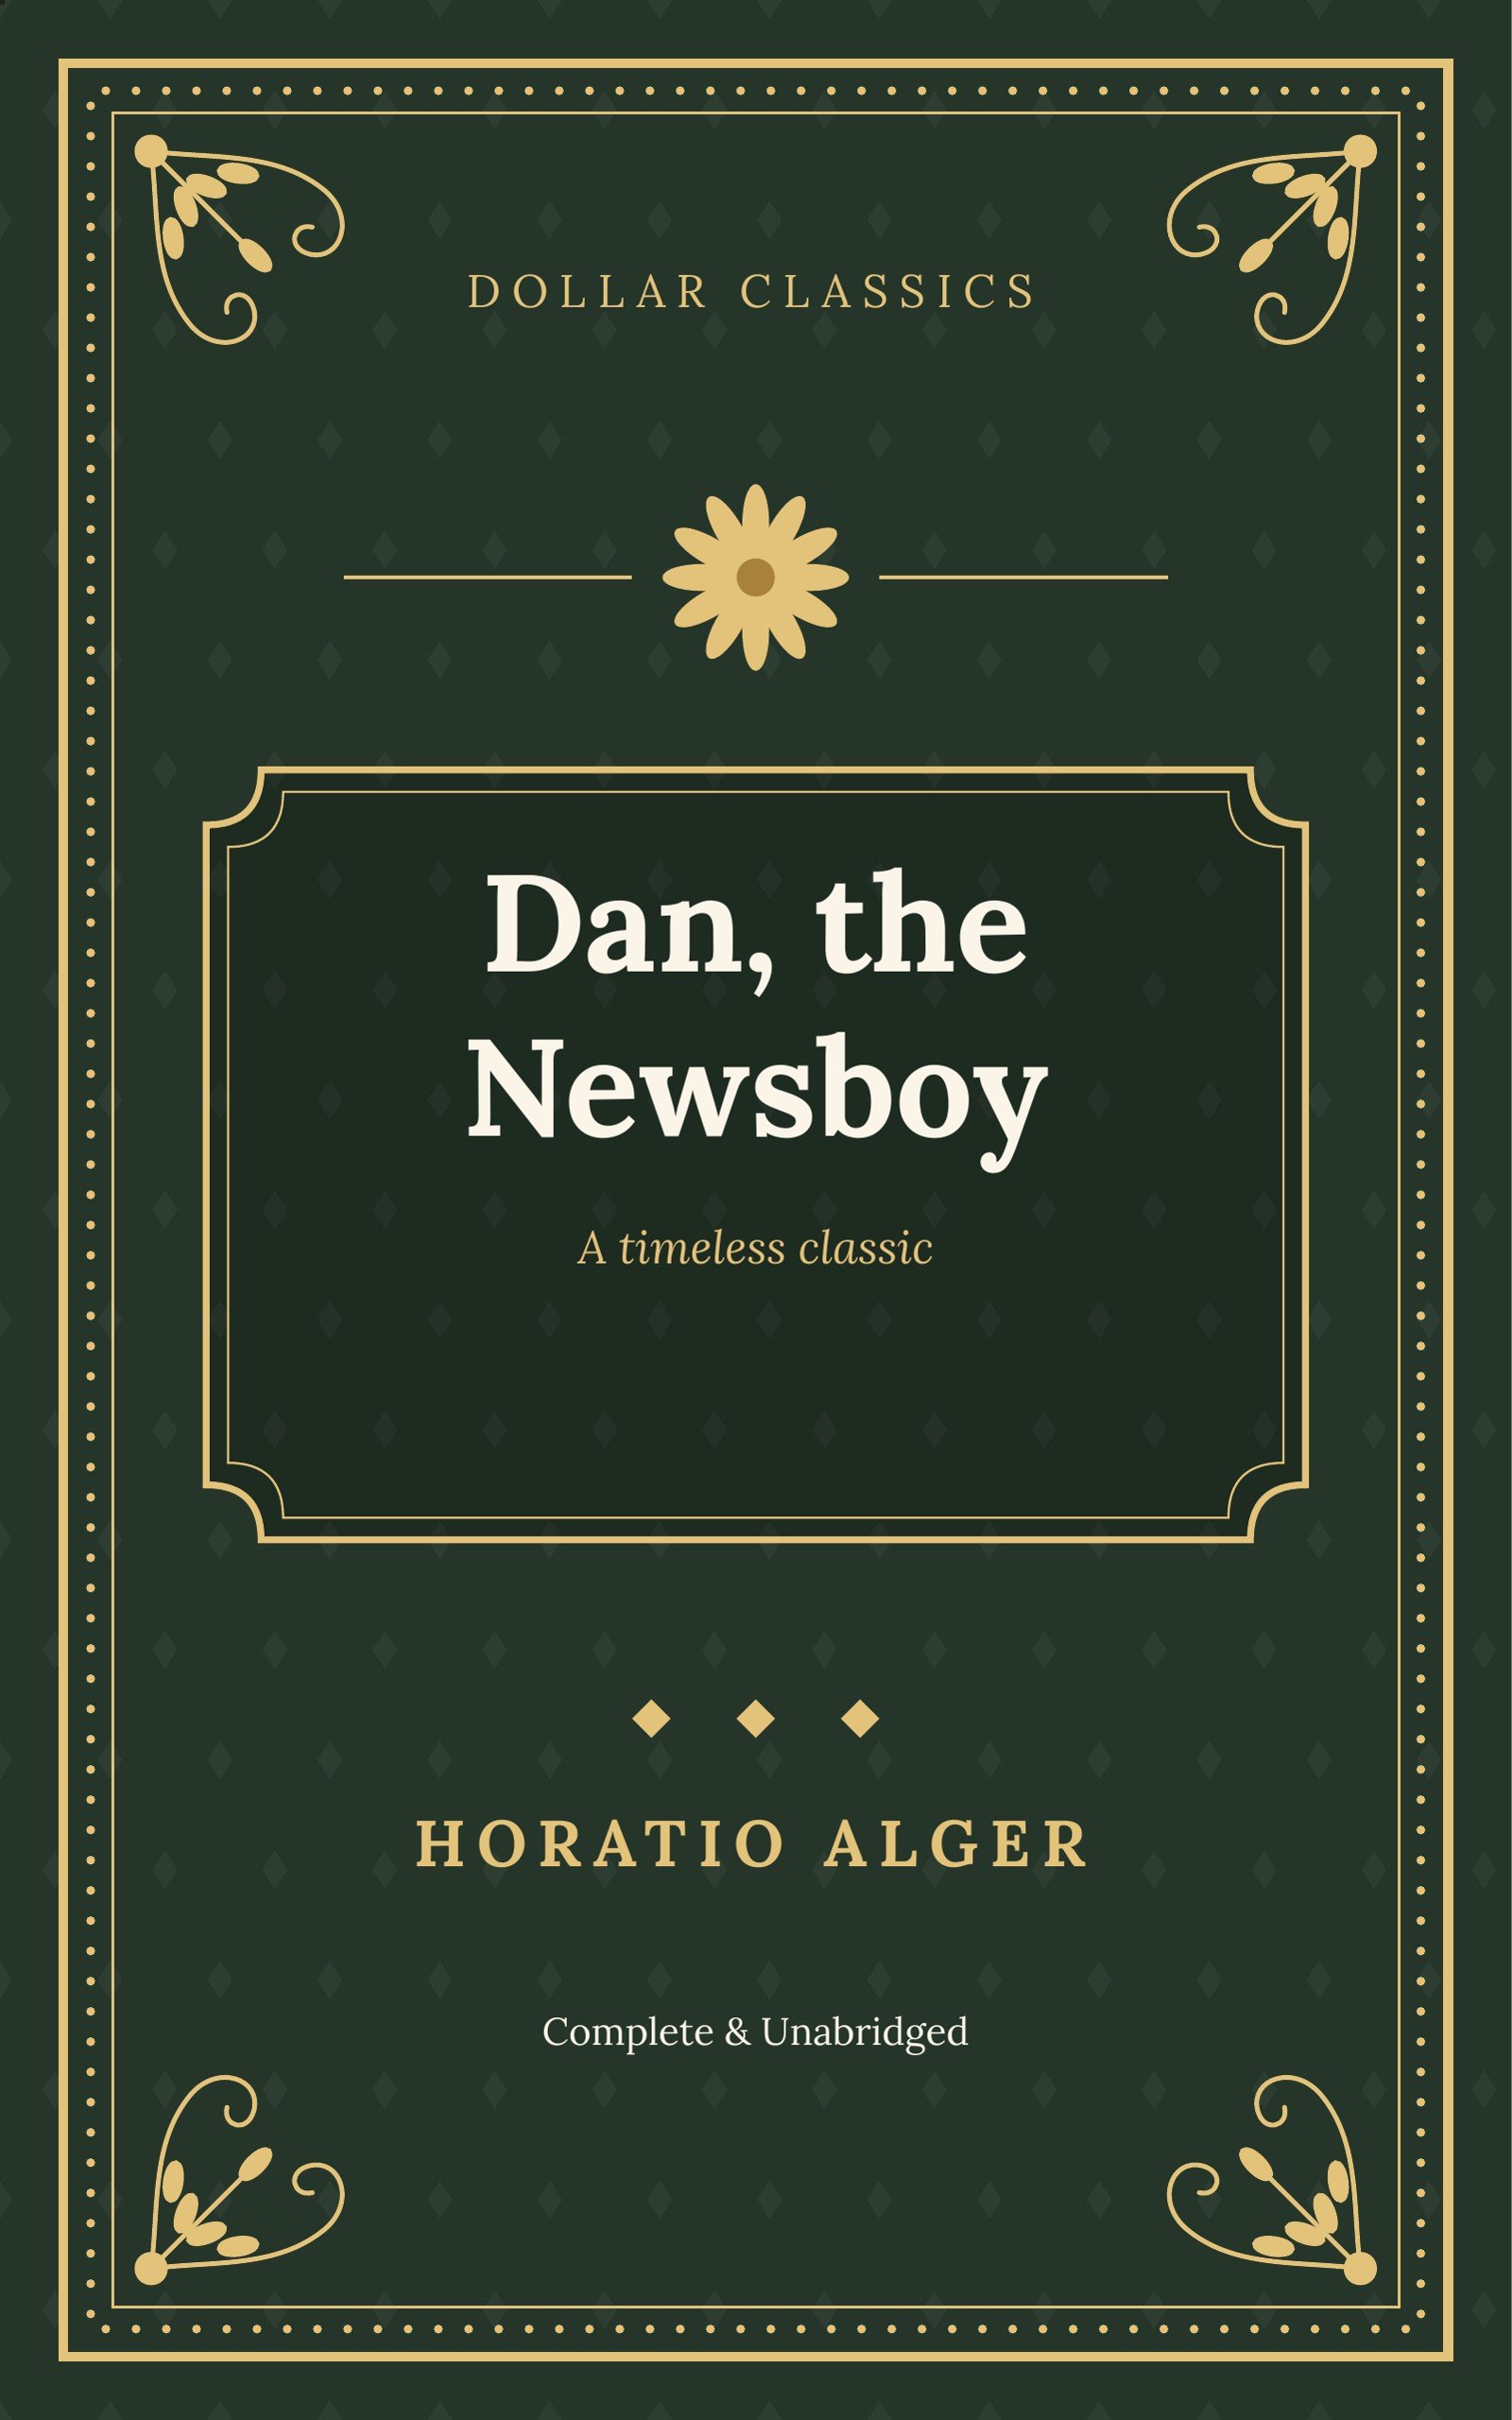 DOLLAR CLASSICS
Dan, the
Newsboy
A timeless classic
HORATIO ALGER
Complete & Unabridged